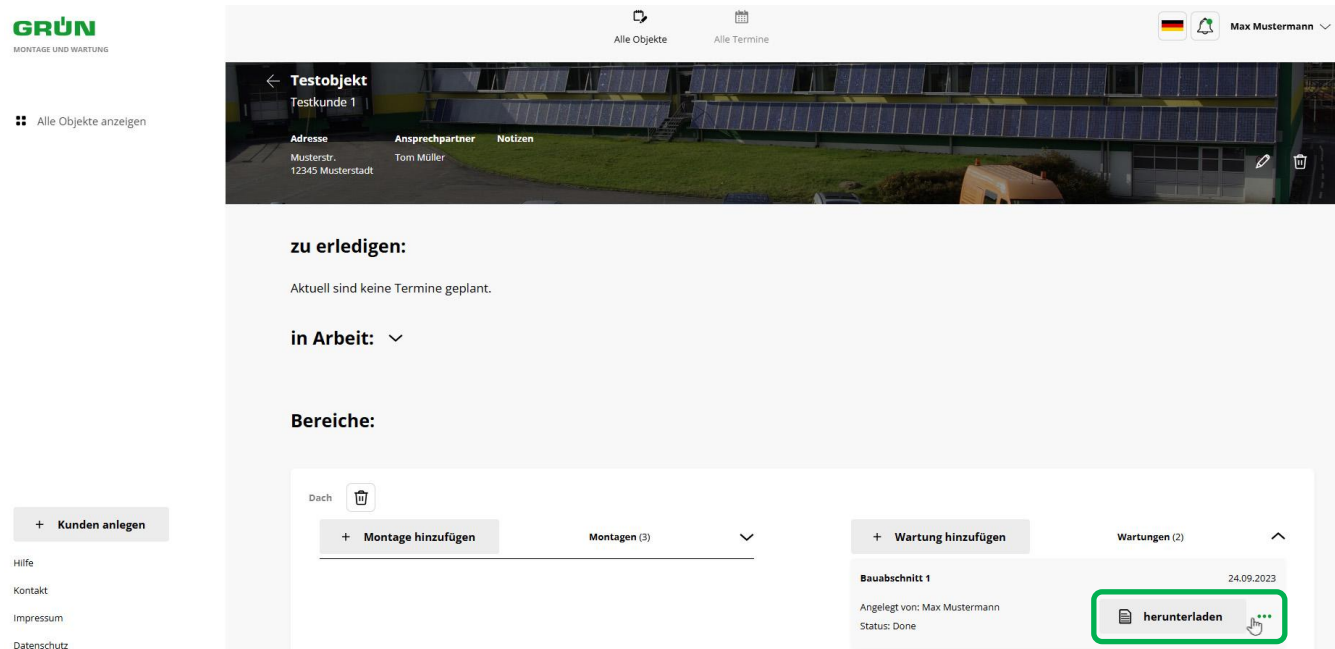 GRÜN
MONTAGE UND WARTUNG
Alle Objekte
Alle Termine
Max Mustermann
Alle Objekte anzeigen
Testobjekt
Testkunde 1
Adresse
Ansprechpartner
Notizen
Musterstr.
12345 Musterstadt
Tom Müller
zu erledigen:
Aktuell sind keine Termine geplant.
in Arbeit:
Bereiche:
Dach
+ Montage hinzufügen
Montagen (3)
+ Wartung hinzufügen
Wartungen (2)
Bauabschnitt 1
24.09.2023
Angelegt von: Max Mustermann
Status: Done
herunterladen
+ Kunden anlegen
Hilfe
Kontakt
Impressum
Datenschutz